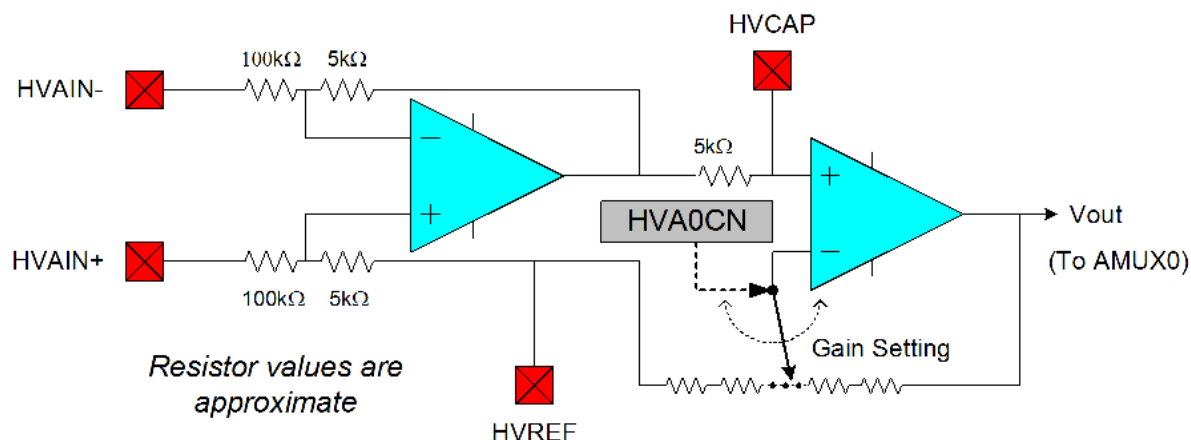 HVCAP
100kΩ 5kΩ
HVAIN-
5kΩ
HVA0CN
Vout
(To AMUX0)
HVAIN+
100kΩ 5kΩ
Gain Setting
Resistor values are
approximate
HVREF